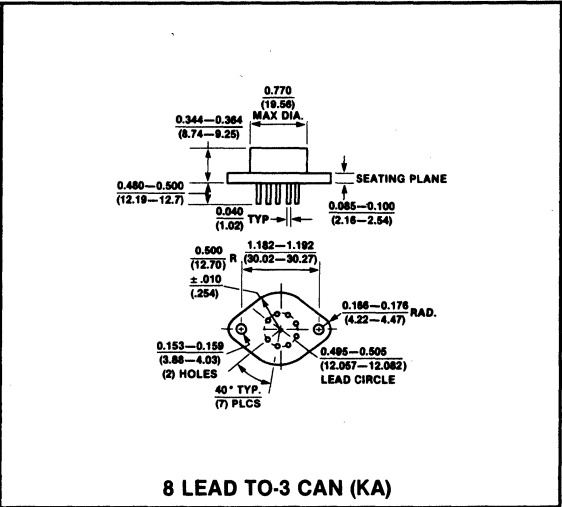 0.770
(19.56)
MAX DIA.
0.344—0.364
(8.74—9.25)
SEATING PLANE
0.480—0.500
(12.19—12.7)
0.040
(1.02) TYP
0.085—0.100
(2.16—2.54)
0.500
(12.70) R
1.182—1.192
(30.02—30.27)
± .010
(.254)
0.166—0.176
(4.22—4.47) RAD.
0.153—0.159
(3.88—4.03)
(2) HOLES
0.495—0.505
(12.057—12.082)
LEAD CIRCLE
40° TYP.
(7) PLCS
8 LEAD TO-3 CAN (KA)